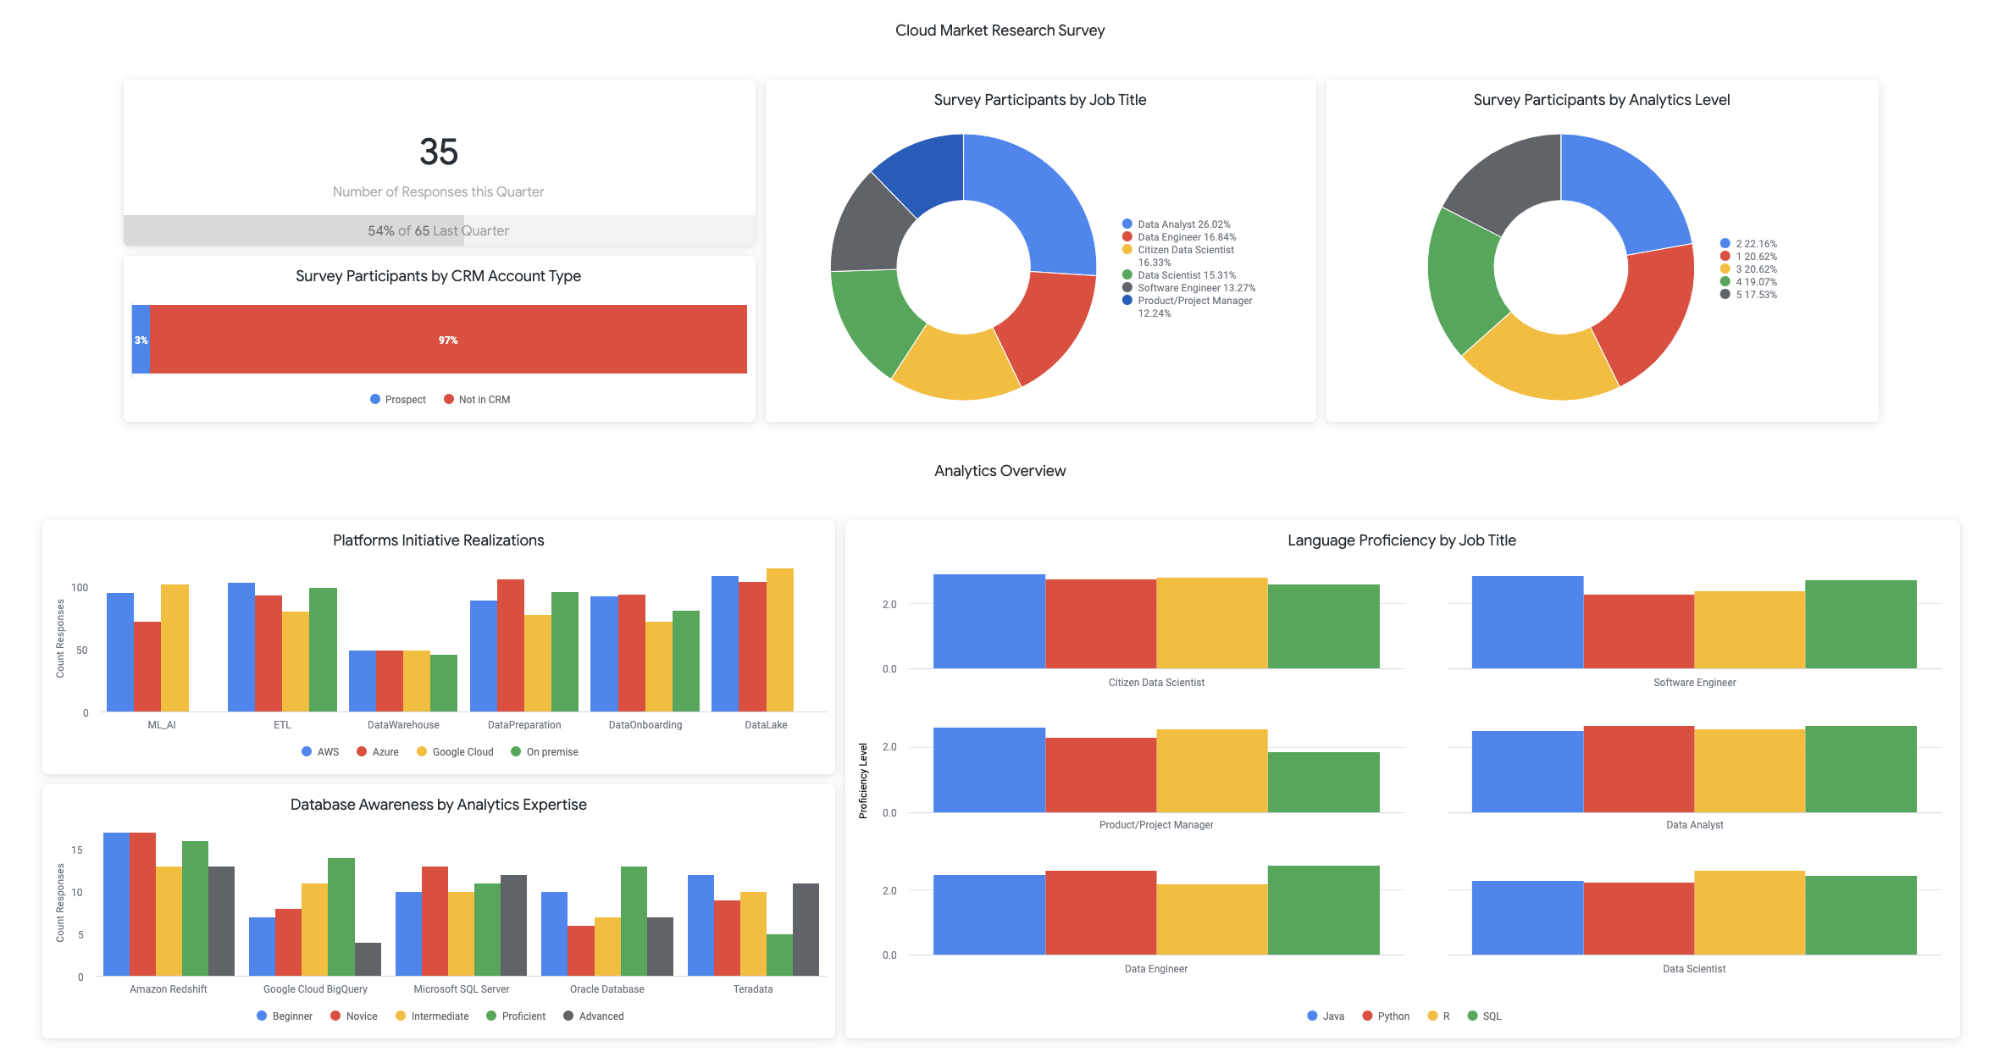 Cloud Market Research Survey
35
Number of Responses this Quarter
54% of 65 Last Quarter
Survey Participants by CRM Account Type
3%
97%
Prospect
Not in CRM
Survey Participants by Job Title
Data Analyst 26.02%
Data Engineer 16.84%
Citizen Data Scientist
16.33%
Data Scientist 15.31%
Software Engineer 13.27%
Product/Project Manager
12.24%
Survey Participants by Analytics Level
2 22.16%
1 20.62%
3 20.62%
4 19.07%
5 17.53%
Analytics Overview
Platforms Initiative Realizations
Count Responses
100
50
0
ML_AI
ETL
DataWarehouse
DataPreparation
DataOnboarding
DataLake
AWS
Azure
Google Cloud
On premise
Database Awareness by Analytics Expertise
Count Responses
15
10
5
0
Amazon Redshift
Google Cloud BigQuery
Microsoft SQL Server
Oracle Database
Teradata
Beginner
Novice
Intermediate
Proficient
Advanced
Language Proficiency by Job Title
Proficiency Level
2.0
0.0
Citizen Data Scientist
Software Engineer
2.0
0.0
Product/Project Manager
Data Analyst
2.0
0.0
Data Engineer
Data Scientist
Java
Python
R
SQL